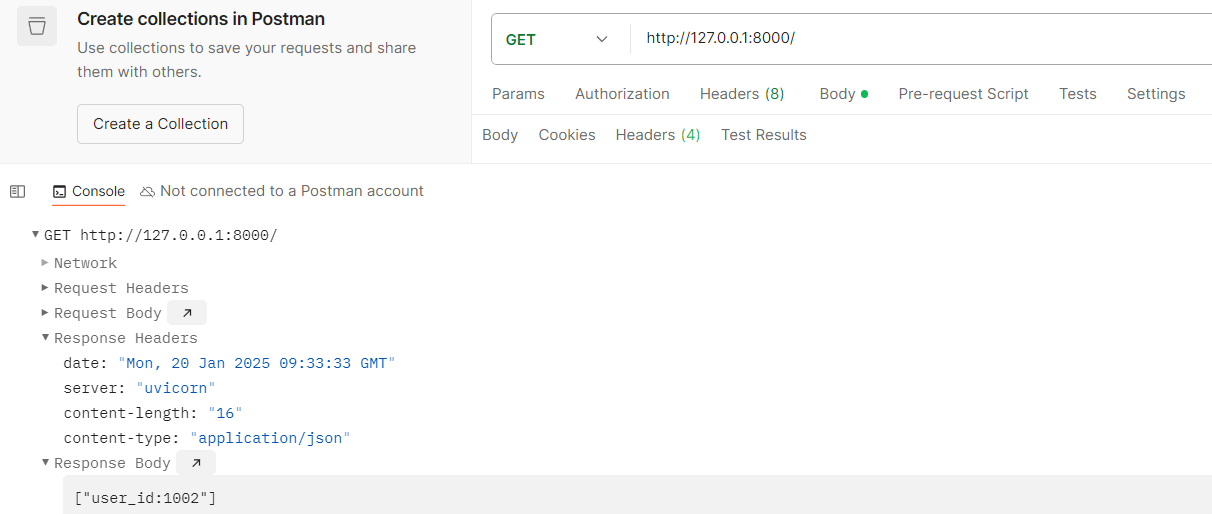 Create collections in Postman
Use collections to save your requests and share
them with others.
Create a Collection
GET http://127.0.0.1:8000/
Params Authorization Headers (8) Body Pre-request Script Tests Settings
Body Cookies Headers (4) Test Results
Console Not connected to a Postman account
GET http://127.0.0.1:8000/
Network
Request Headers
Request Body
Response Headers
date: "Mon, 20 Jan 2025 09:33:33 GMT"
server: "uvicorn"
content-length: "16"
content-type: "application/json"
Response Body
["user_id:1002"]